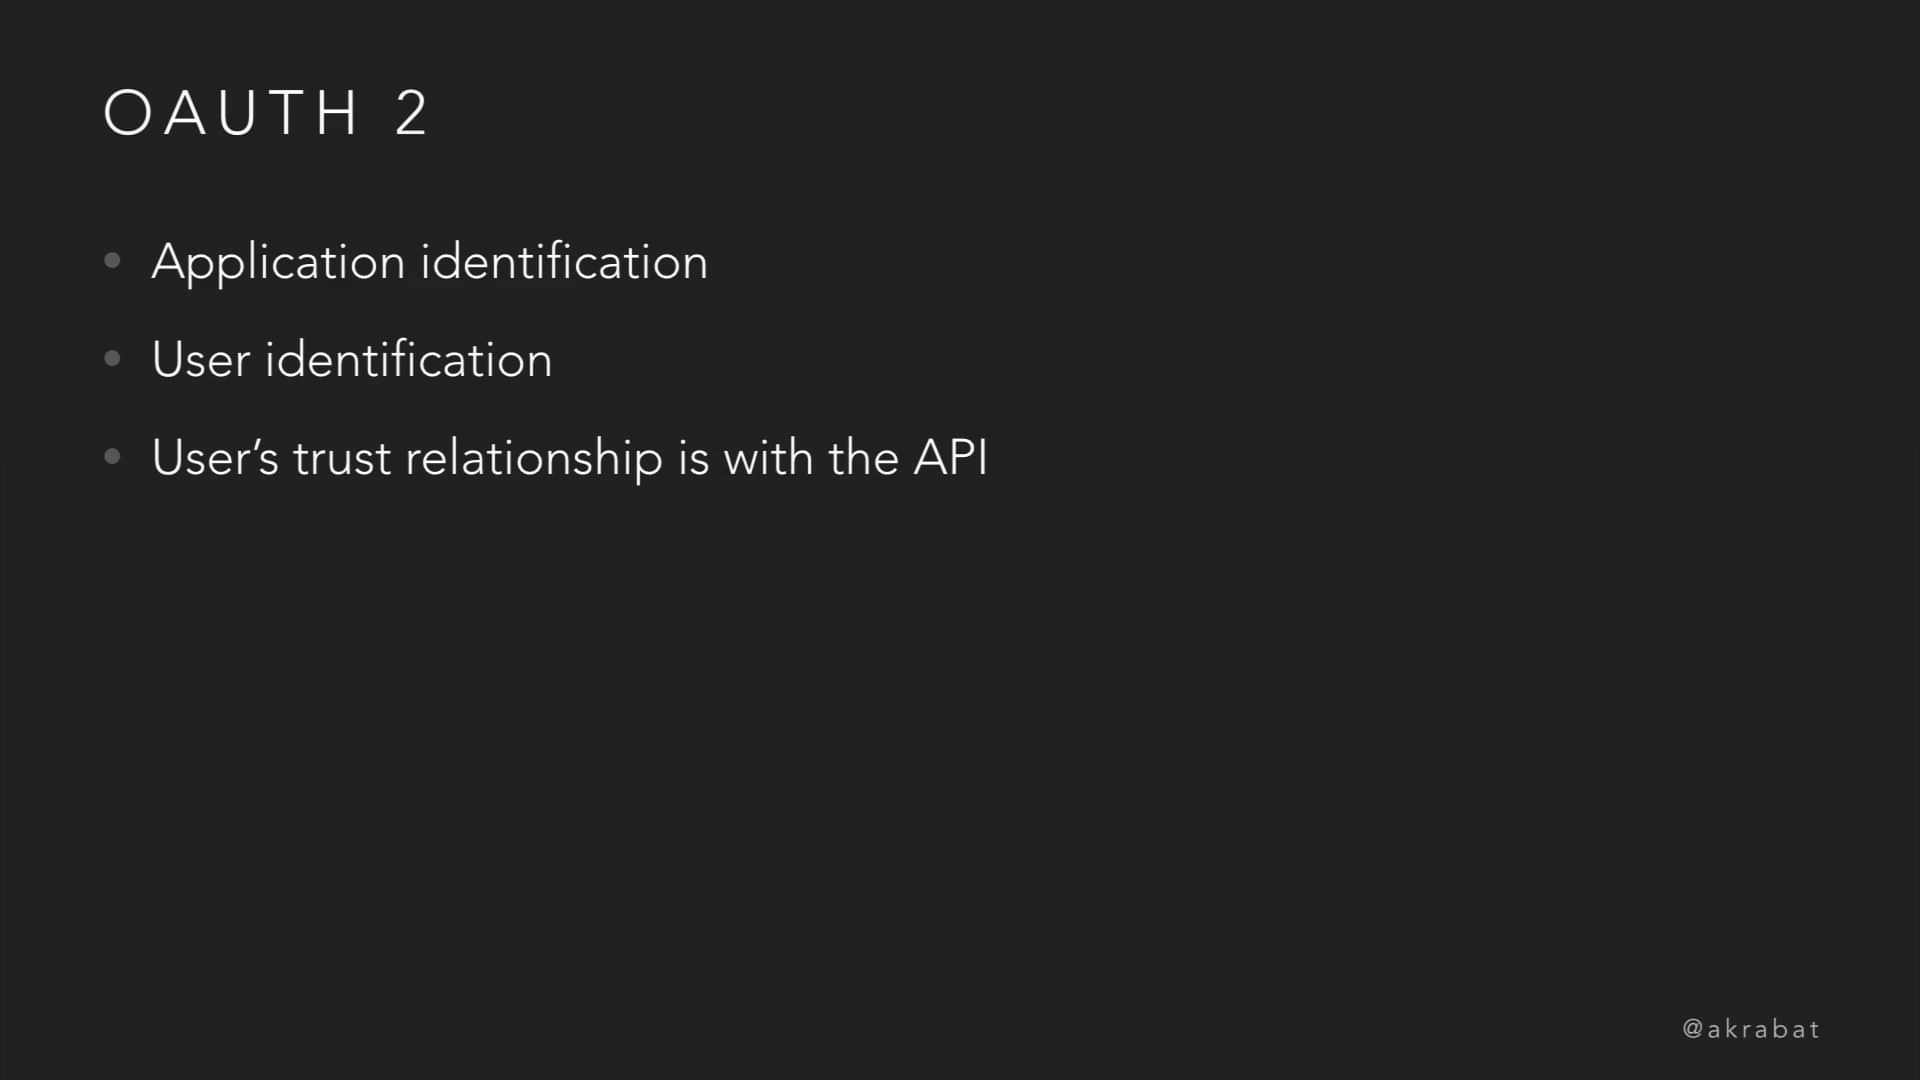 OAUTH 2
• Application identification
• User identification
• User’s trust relationship is with the API
@akrabat